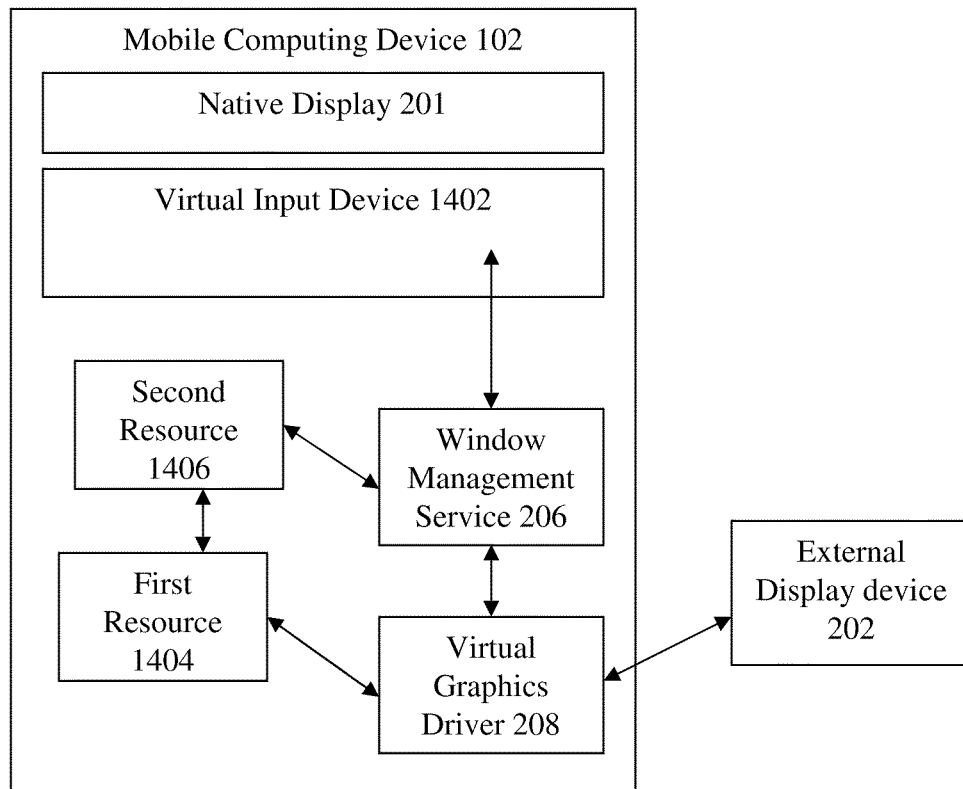 Mobile Computing Device 102
Native Display 201
Virtual Input Device 1402
Second
Resource
1406
Window
Management
Service 206
First
Resource
1404
Virtual
Graphics
Driver 208
External
Display device
202